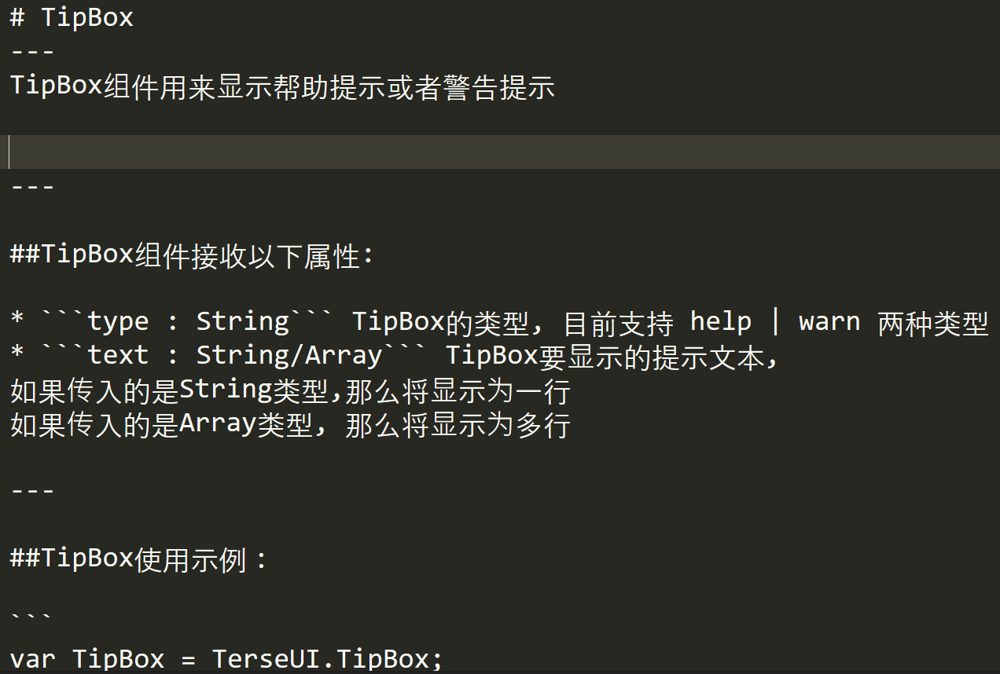 # TipBox
---
TipBox组件用来显示帮助提示或者警告提示
---
##TipBox组件接收以下属性:
* ```type : String``` TipBox的类型, 目前支持 help | warn 两种类型
* ```text : String/Array``` TipBox要显示的提示文本,
如果传入的是String类型,那么将显示为一行
如果传入的是Array类型, 那么将显示为多行
---
##TipBox使用示例：
```
var TipBox = TerseUI.TipBox;